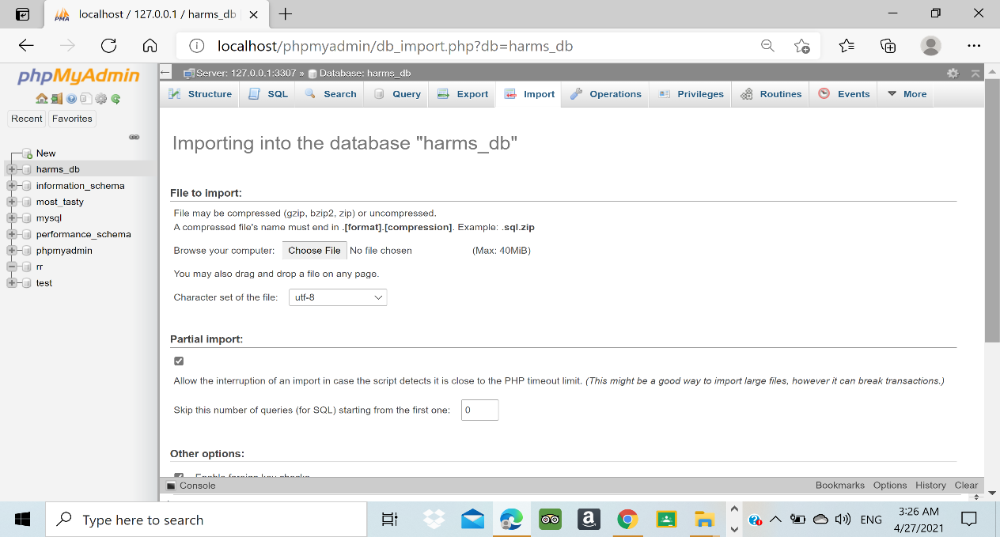 localhost / 127.0.0.1 / harms_db
localhost/phpmyadmin/db_import.php?db=harms_db
phpMyAdmin
Recent Favorites
New
harms_db
information_schema
most_tasty
mysql
performance_schema
phpmyadmin
rr
test
Server: 127.0.0.1:3307 » Database: harms_db
Structure SQL Search Query Export Import Operations Privileges Routines Events More
Importing into the database "harms_db"
File to import:
File may be compressed (gzip, bzip2, zip) or uncompressed.
A compressed file's name must end in .[format].[compression]. Example: .sql.zip
Browse your computer: Choose File No file chosen (Max: 40MiB)
You may also drag and drop a file on any page.
Character set of the file: utf-8
Partial import:
Allow the interruption of an import in case the script detects it is close to the PHP timeout limit. (This might be a good way to import large files, however it can break transactions.)
Skip this number of queries (for SQL) starting from the first one: 0
Other options:
Enable foreign key checks
Console Bookmarks Options History Clear
Type here to search
ENG
3:26 AM
4/27/2021